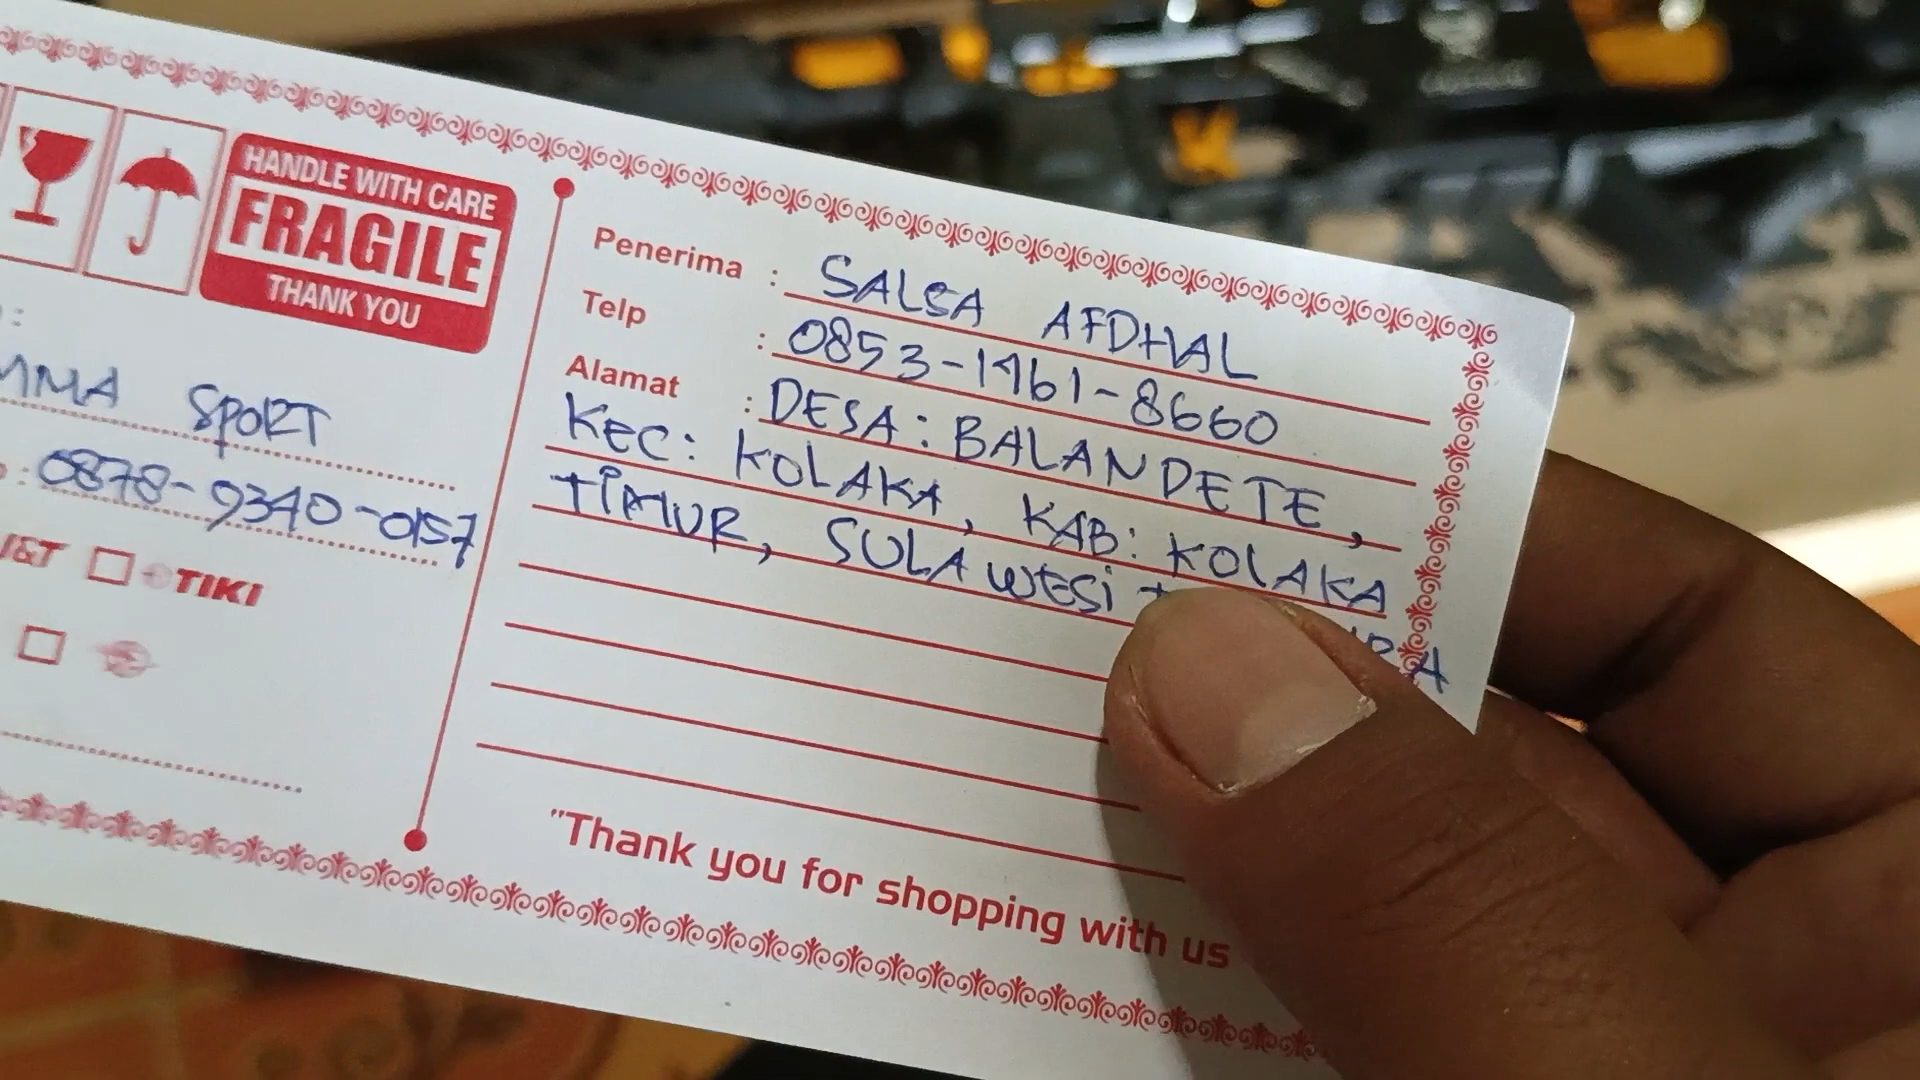 HANDLE WITH CARE
FRAGILE
THANK YOU
MMA SPORT
: 0878-9340-0157
J&T TIKI
Penerima : SALSA AFDHAL
Telp : 0853-1461-8660
Alamat : DESA: BALANDETE,
KEC: KOLAKA, KAB: KOLAKA
TIMUR, SULAWESI
"Thank you for shopping with us